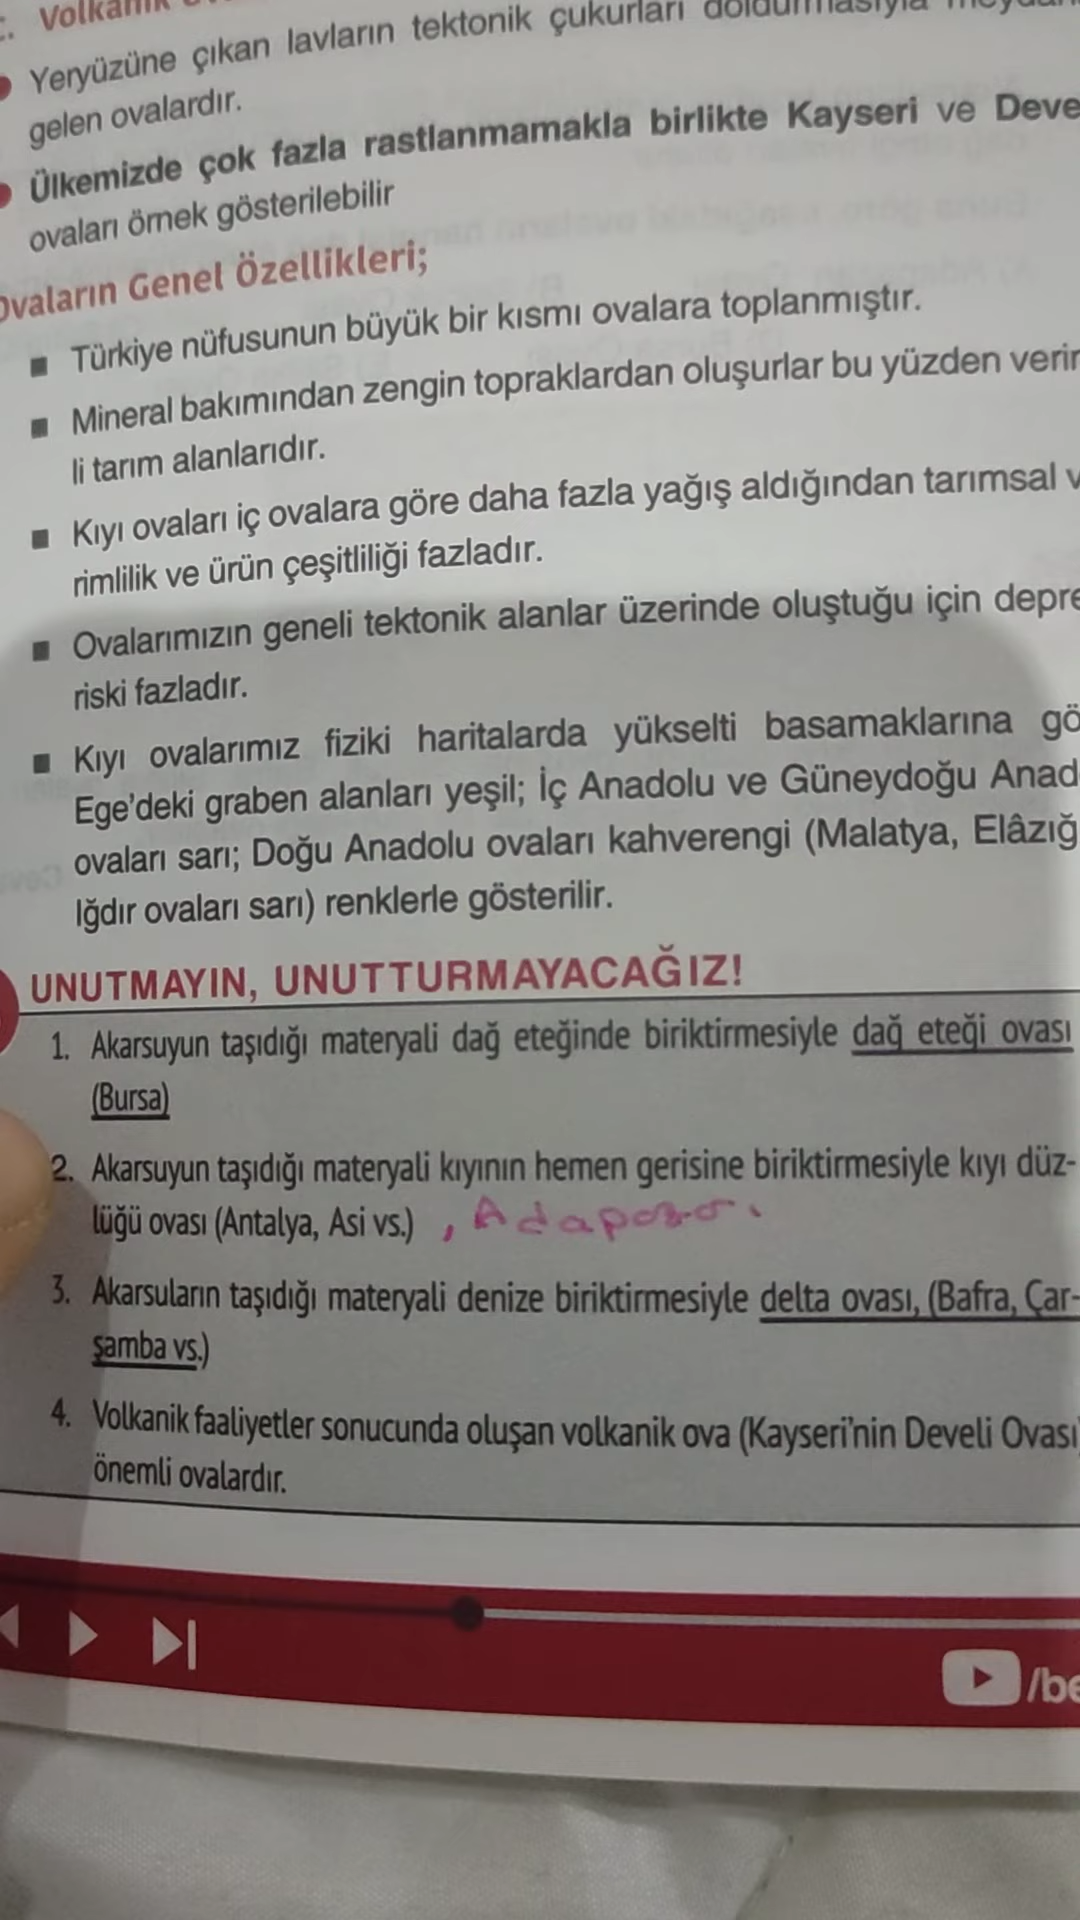 Volkanik
Yeryüzüne çıkan lavların tektonik çukurları doldurmasıyla
gelen ovalardır.
Ülkemizde çok fazla rastlanmamakla birlikte Kayseri ve Deve
ovaları örnek gösterilebilir
Ovaların Genel Özellikleri;
Türkiye nüfusunun büyük bir kısmı ovalara toplanmıştır.
Mineral bakımından zengin topraklardan oluşurlar bu yüzden verim
li tarım alanlarıdır.
Kıyı ovaları iç ovalara göre daha fazla yağış aldığından tarımsal v
rimlilik ve ürün çeşitliliği fazladır.
Ovalarımızın geneli tektonik alanlar üzerinde oluştuğu için depre
riski fazladır.
Kıyı ovalarımız fiziki haritalarda yükselti basamaklarına gö
Ege'deki graben alanları yeşil; İç Anadolu ve Güneydoğu Anad
ovaları sarı; Doğu Anadolu ovaları kahverengi (Malatya, Elâzığ
Iğdır ovaları sarı) renklerle gösterilir.
UNUTMAYIN, UNUTTURMAYACAĞIZ!
1. Akarsuyun taşıdığı materyali dağ eteğinde biriktirmesiyle dağ eteği ovası
(Bursa)
2. Akarsuyun taşıdığı materyali kıyının hemen gerisine biriktirmesiyle kıyı düz-
lüğü ovası (Antalya, Asi vs.) , Adapazarı
3. Akarsuların taşıdığı materyali denize biriktirmesiyle delta ovası, (Bafra, Çar-
şamba vs.)
4. Volkanik faaliyetler sonucunda oluşan volkanik ova (Kayseri'nin Develi Ovası)
önemli ovalardır.
/be